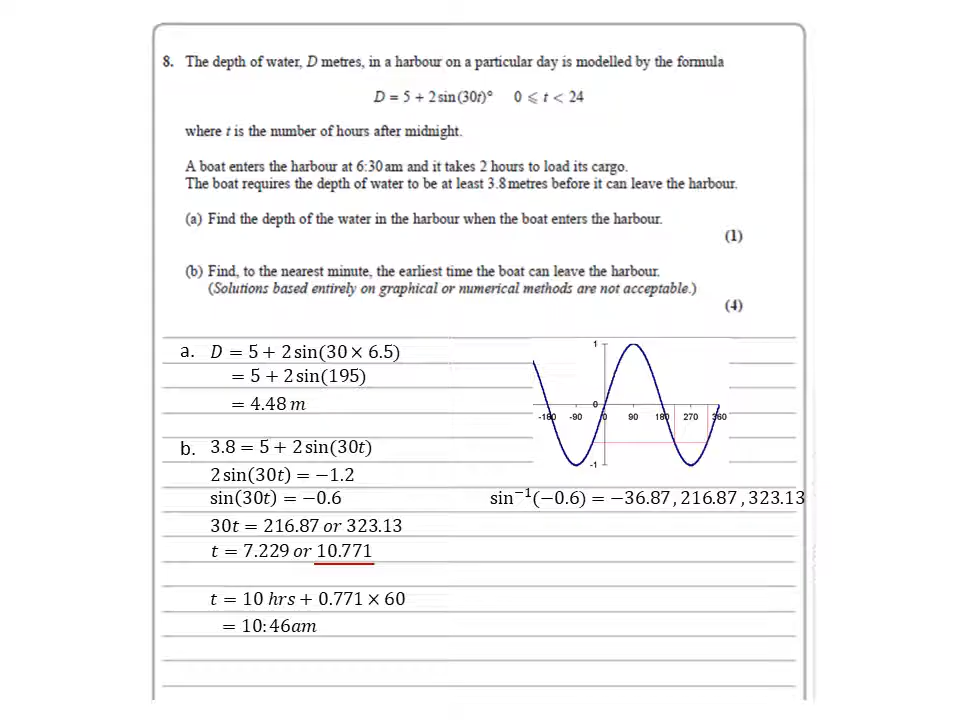 8. The depth of water, D metres, in a harbour on a particular day is modelled by the formula
D = 5 + 2 sin(30t)° 0 ⩽ t < 24
where t is the number of hours after midnight.
A boat enters the harbour at 6:30 am and it takes 2 hours to load its cargo.
The boat requires the depth of water to be at least 3.8 metres before it can leave the harbour.
(a) Find the depth of the water in the harbour when the boat enters the harbour.
(1)
(b) Find, to the nearest minute, the earliest time the boat can leave the harbour.
(Solutions based entirely on graphical or numerical methods are not acceptable.)
(4)
a. D = 5 + 2 sin(30 × 6.5)
= 5 + 2 sin(195)
= 4.48 m
1
0
-180 -90 0 90 180 270 360
-1
b. 3.8 = 5 + 2 sin(30t)
2 sin(30t) = −1.2
sin(30t) = −0.6 sin⁻¹(−0.6) = −36.87, 216.87, 323.13
30t = 216.87 or 323.13
t = 7.229 or 10.771
t = 10 hrs + 0.771 × 60
= 10:46am